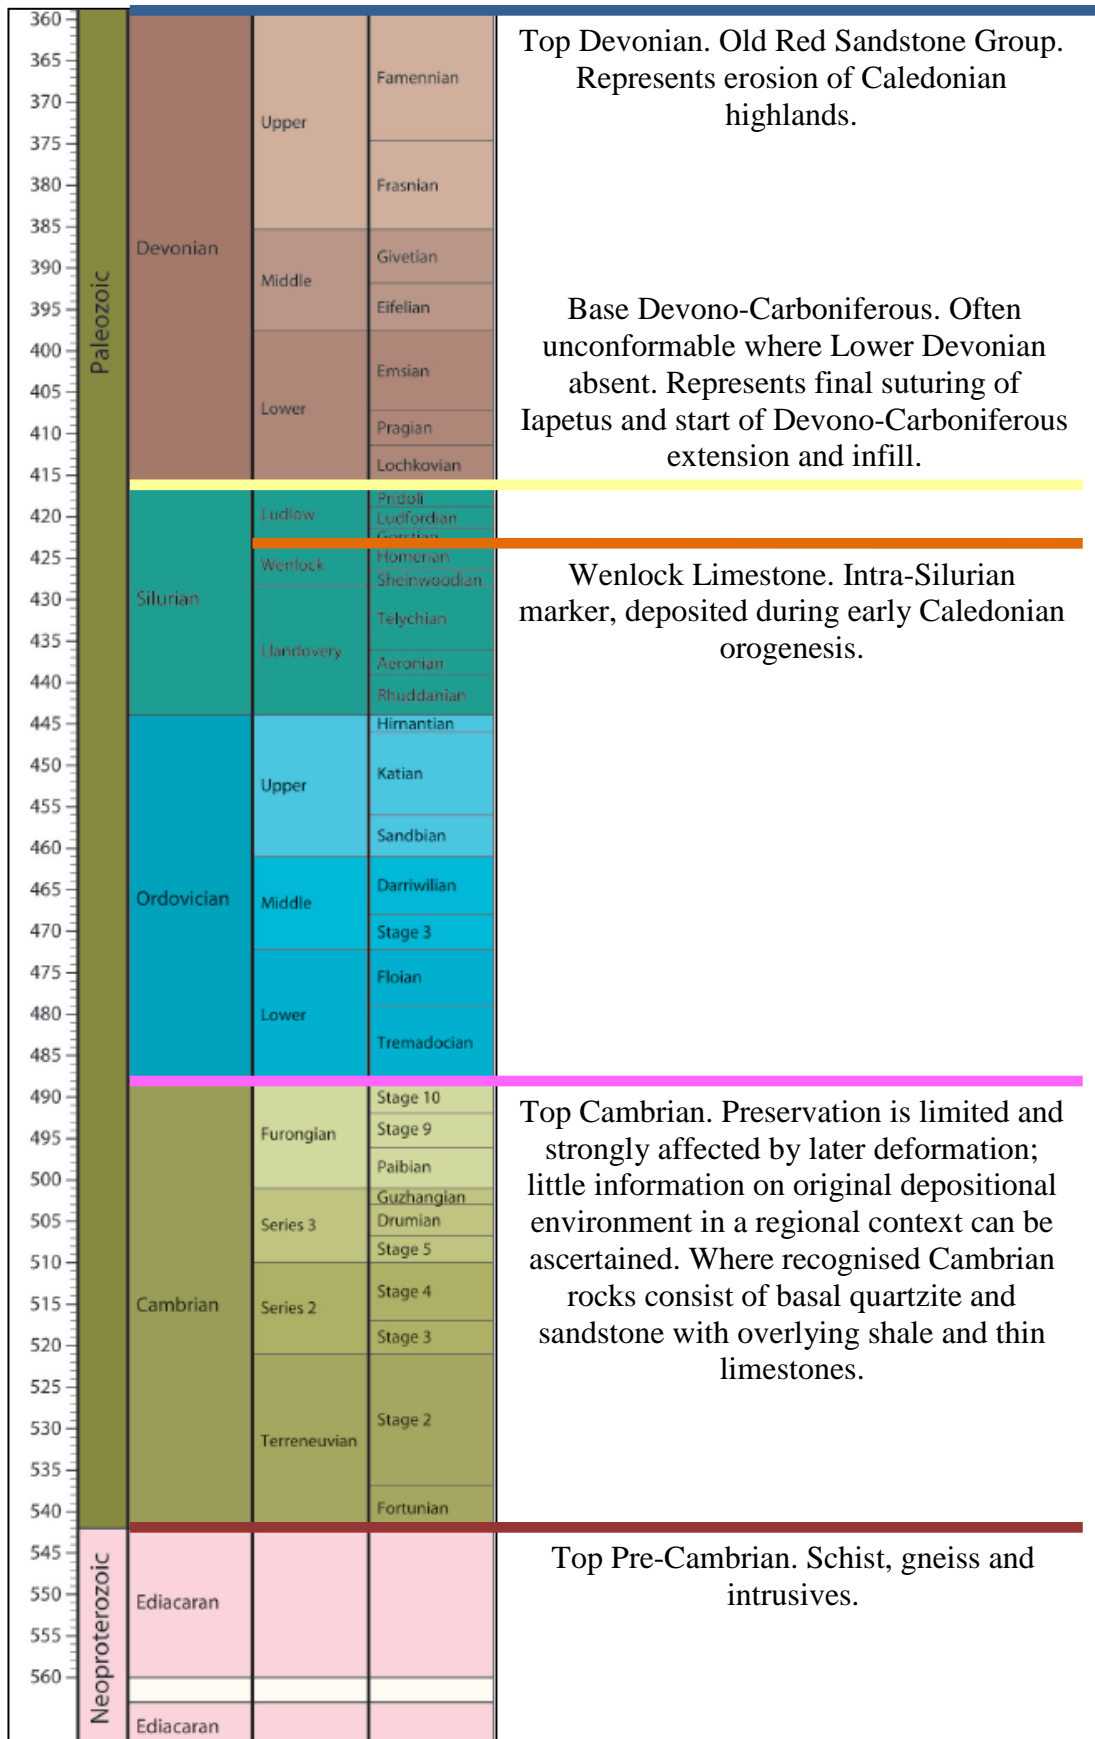 360
365
370
375
380
385
390
395
400
405
410
415
420
425
430
435
440
445
450
455
460
465
470
475
480
485
490
495
500
505
510
515
520
525
530
535
540
545
550
555
560
Paleozoic
Neoproterozoic
Devonian
Silurian
Ordovician
Cambrian
Ediacaran
Ediacaran
Upper
Middle
Lower
Ludlow
Wenlock
Llandovery
Upper
Middle
Lower
Furongian
Series 3
Series 2
Terreneuvian
Famennian
Frasnian
Givetian
Eifelian
Emsian
Pragian
Lochkovian
Pridoli
Ludfordian
Gorstian
Homerian
Sheinwoodian
Telychian
Aeronian
Rhuddanian
Hirnantian
Katian
Sandbian
Darriwilian
Stage 3
Floian
Tremadocian
Stage 10
Stage 9
Paibian
Guzhangian
Drumian
Stage 5
Stage 4
Stage 3
Stage 2
Fortunian
Top Devonian. Old Red Sandstone Group.
Represents erosion of Caledonian
highlands.
Base Devono-Carboniferous. Often
unconformable where Lower Devonian
absent. Represents final suturing of
Iapetus and start of Devono-Carboniferous
extension and infill.
Wenlock Limestone. Intra-Silurian
marker, deposited during early Caledonian
orogenesis.
Top Cambrian. Preservation is limited and
strongly affected by later deformation;
little information on original depositional
environment in a regional context can be
ascertained. Where recognised Cambrian
rocks consist of basal quartzite and
sandstone with overlying shale and thin
limestones.
Top Pre-Cambrian. Schist, gneiss and
intrusives.